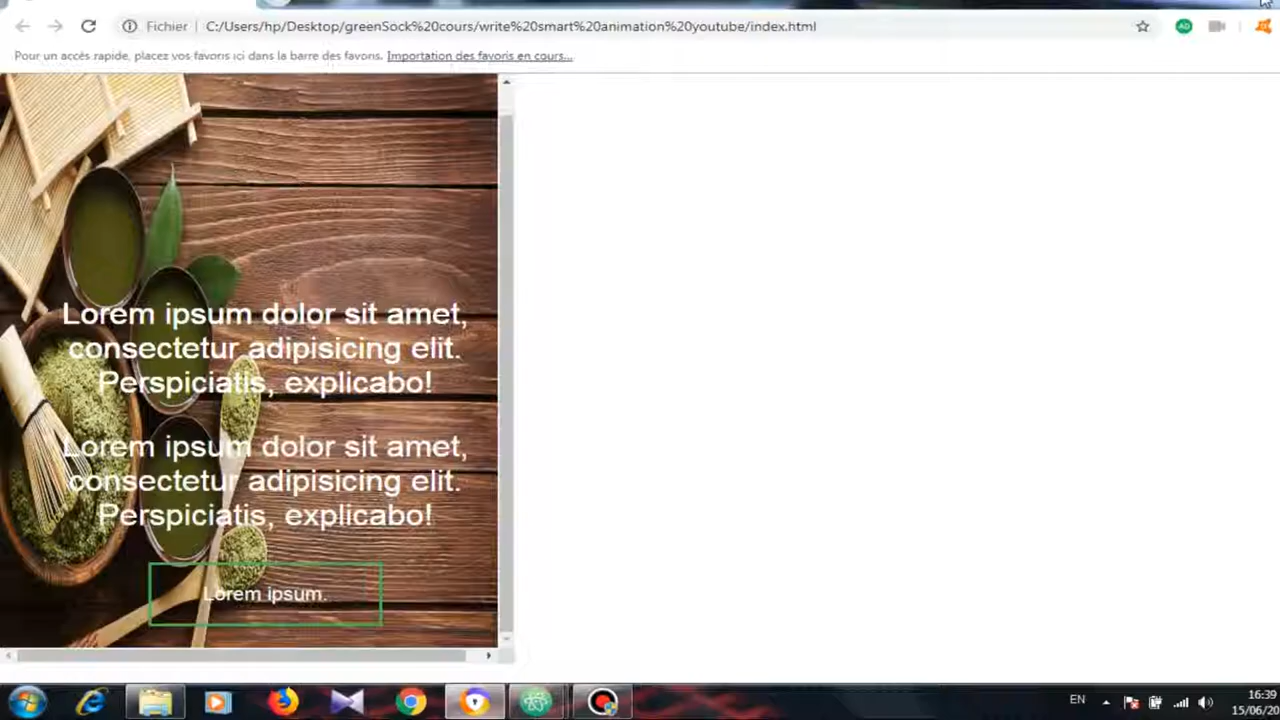 Fichier | C:/Users/hp/Desktop/greenSock%20cours/write%20smart%20animation%20youtube/index.html
Pour un accès rapide, placez vos favoris ici dans la barre des favoris. Importation des favoris en cours...
Lorem ipsum dolor sit amet,
consectetur adipisicing elit.
Perspiciatis, explicabo!
Lorem ipsum dolor sit amet,
consectetur adipisicing elit.
Perspiciatis, explicabo!
Lorem ipsum.
EN
16:39
15/06/20